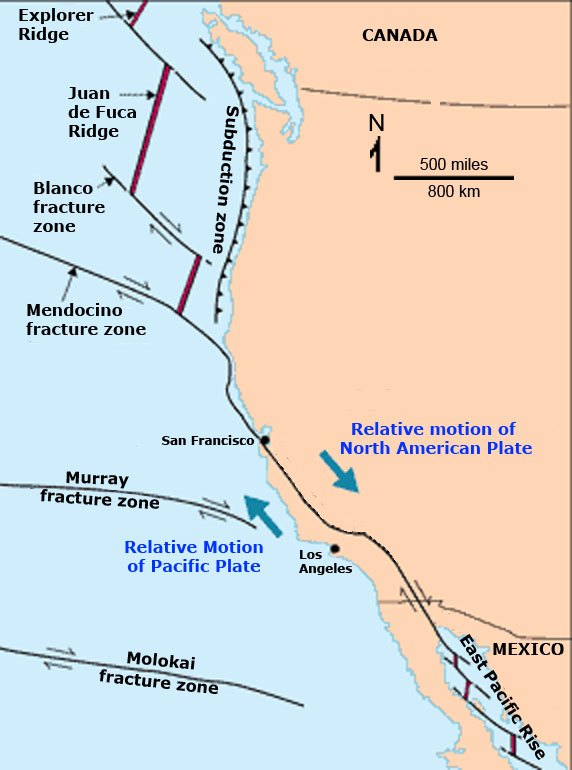 Explorer
Ridge
CANADA
Juan
de Fuca
Ridge
Subduction zone
N
500 miles
800 km
Blanco
fracture
zone
Mendocino
fracture zone
Relative motion of
North American Plate
San Francisco
Murray
fracture zone
Relative Motion
of Pacific Plate
Los
Angeles
MEXICO
East Pacific Rise
Molokai
fracture zone